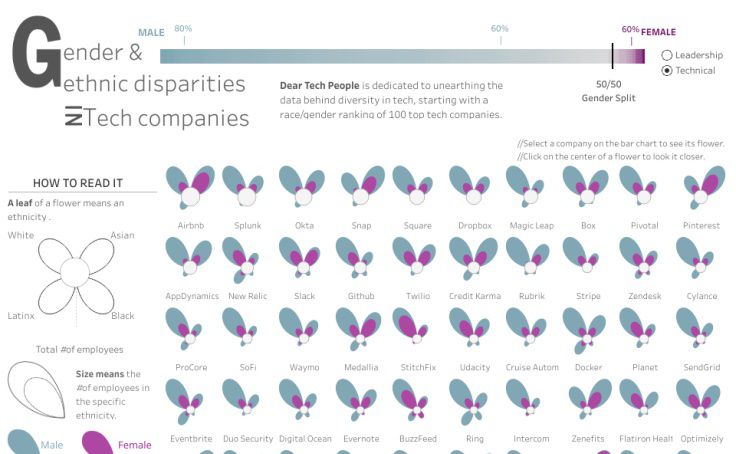 MALE 80% 60% 60% FEMALE
Gender &
ethnic disparities
IN Tech companies
Leadership
Technical
50/50
Gender Split
Dear Tech People is dedicated to unearthing the
data behind diversity in tech, starting with a
race/gender ranking of 100 top tech companies.
//Select a company on the bar chart to see its flower.
//Click on the center of a flower to look it closer.
HOW TO READ IT
A leaf of a flower means an
ethnicity .
White Asian
Latinx Black
Total #of employees
Size means the
#of employees in
the specific
ethnicity.
Male Female
Airbnb Splunk Okta Snap Square Dropbox Magic Leap Box Pivotal Pinterest
AppDynamics New Relic Slack Github Twilio Credit Karma Rubrik Stripe Zendesk Cylance
ProCore SoFi Waymo Medallia StitchFix Udacity Cruise Autom Docker Planet SendGrid
Eventbrite Duo Security Digital Ocean Evernote BuzzFeed Ring Intercom Zenefits Flatiron Healt Optimizely